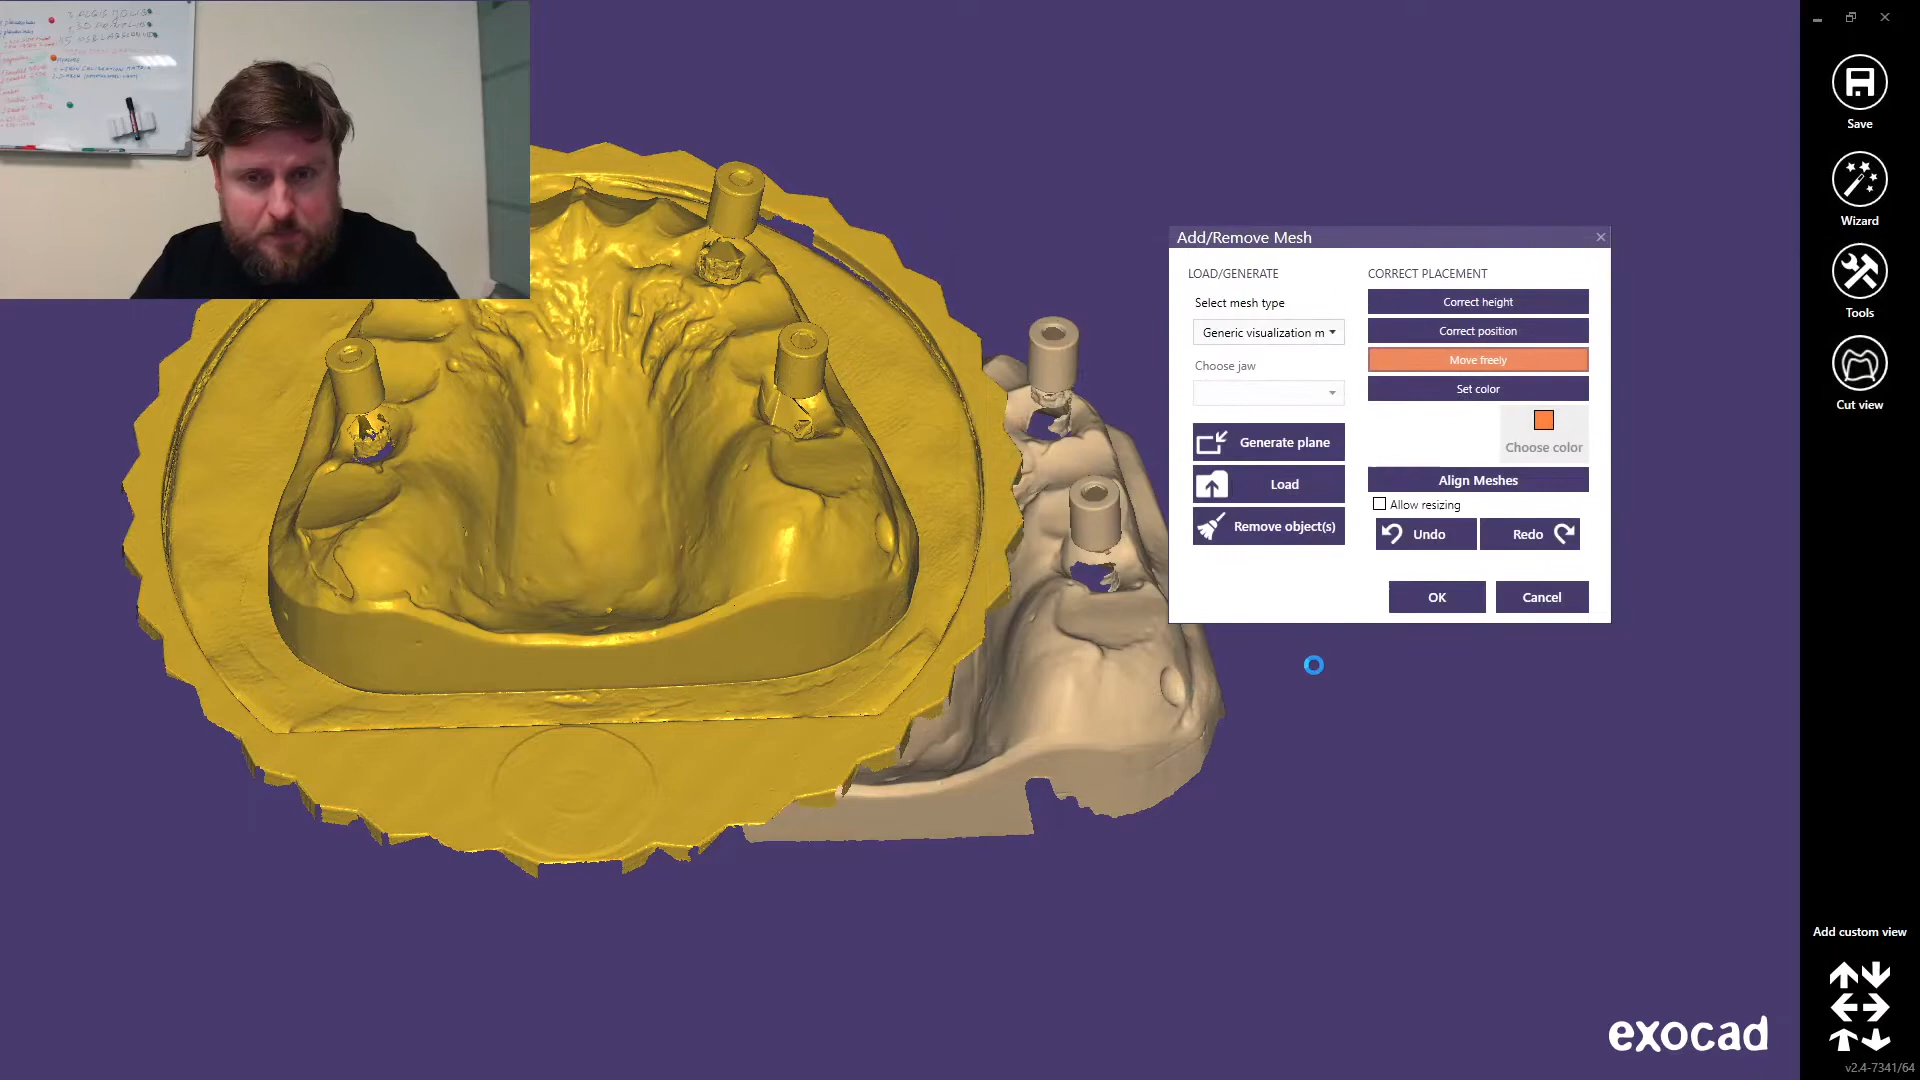 Add/Remove Mesh
LOAD/GENERATE
Select mesh type
Generic visualization m
Choose jaw
Generate plane
Load
Remove object(s)
CORRECT PLACEMENT
Correct height
Correct position
Move freely
Set color
Choose color
Align Meshes
Allow resizing
Undo
Redo
OK
Cancel
Save
Wizard
Tools
Cut view
Add custom view
exocad
v2.4-7341/64